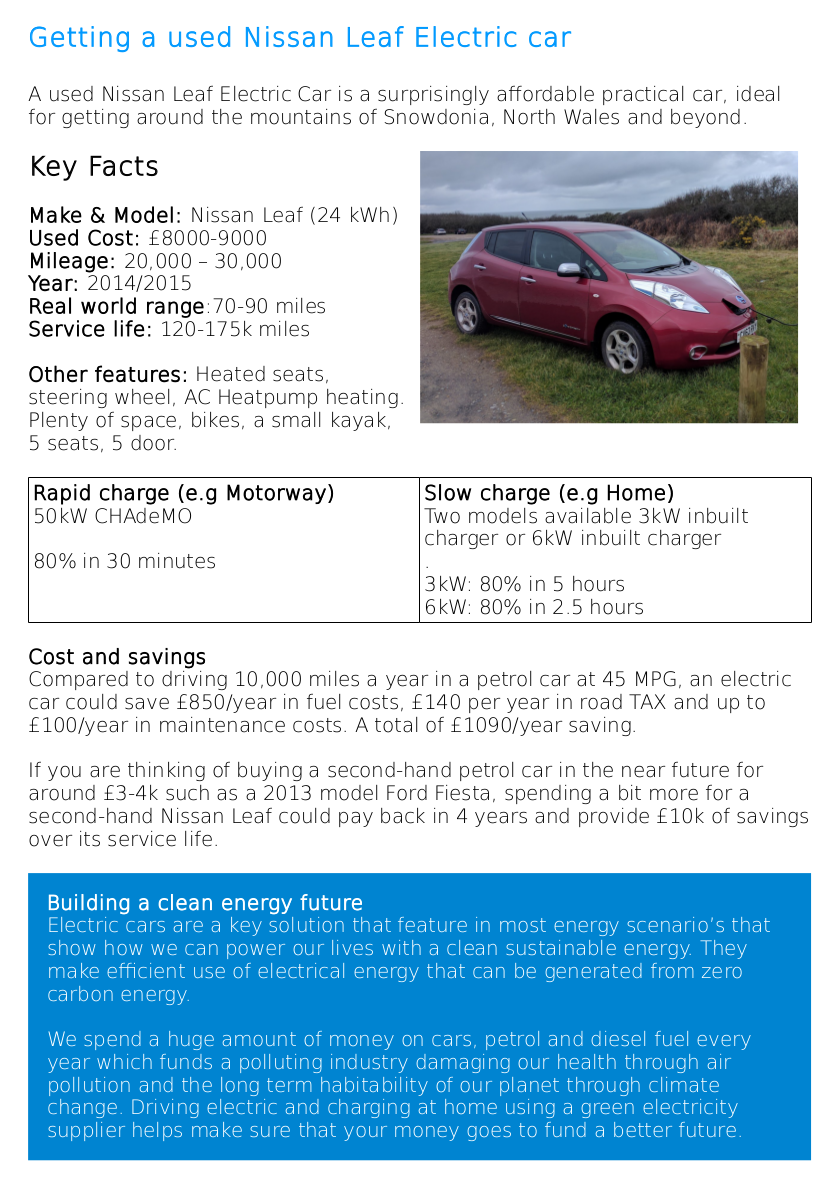 Getting a used Nissan Leaf Electric car
A used Nissan Leaf Electric Car is a surprisingly affordable practical car, ideal
for getting around the mountains of Snowdonia, North Wales and beyond.
Key Facts
Make & Model: Nissan Leaf (24 kWh)
Used Cost: £8000-9000
Mileage: 20,000 – 30,000
Year: 2014/2015
Real world range:70-90 miles
Service life: 120-175k miles
Other features: Heated seats,
steering wheel, AC Heatpump heating.
Plenty of space, bikes, a small kayak,
5 seats, 5 door.
Rapid charge (e.g Motorway)
50kW CHAdeMO
80% in 30 minutes
Slow charge (e.g Home)
Two models available 3kW inbuilt
charger or 6kW inbuilt charger
.
3kW: 80% in 5 hours
6kW: 80% in 2.5 hours
Cost and savings
Compared to driving 10,000 miles a year in a petrol car at 45 MPG, an electric
car could save £850/year in fuel costs, £140 per year in road TAX and up to
£100/year in maintenance costs. A total of £1090/year saving.
If you are thinking of buying a second-hand petrol car in the near future for
around £3-4k such as a 2013 model Ford Fiesta, spending a bit more for a
second-hand Nissan Leaf could pay back in 4 years and provide £10k of savings
over its service life.
Building a clean energy future
Electric cars are a key solution that feature in most energy scenario’s that
show how we can power our lives with a clean sustainable energy. They
make efficient use of electrical energy that can be generated from zero
carbon energy.
We spend a huge amount of money on cars, petrol and diesel fuel every
year which funds a polluting industry damaging our health through air
pollution and the long term habitability of our planet through climate
change. Driving electric and charging at home using a green electricity
supplier helps make sure that your money goes to fund a better future.